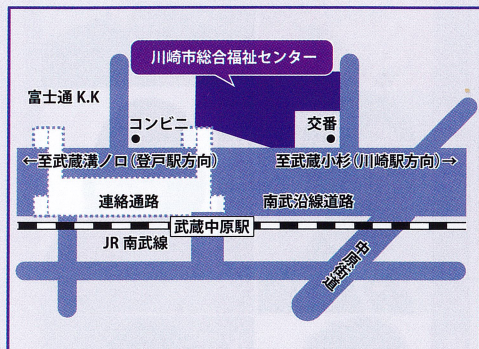 川崎市総合福祉センター
富士通 K.K
コンビニ
交番
←至武蔵溝ノ口(登戸駅方向)
至武蔵小杉(川崎駅方向)→
連絡通路
南武沿線道路
武蔵中原駅
JR 南武線
中原街道